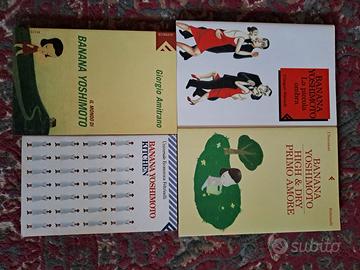 BANANA YOSHIMOTO
IL MONDO DI
Giorgio Amitrano
BANANA
YOSHIMOTO
La piccola
ombra
BANANA YOSHIMOTO
KITCHEN
Universale Economica Feltrinelli
BANANA
YOSHIMOTO
HIGH & DRY
PRIMO AMORE
subito